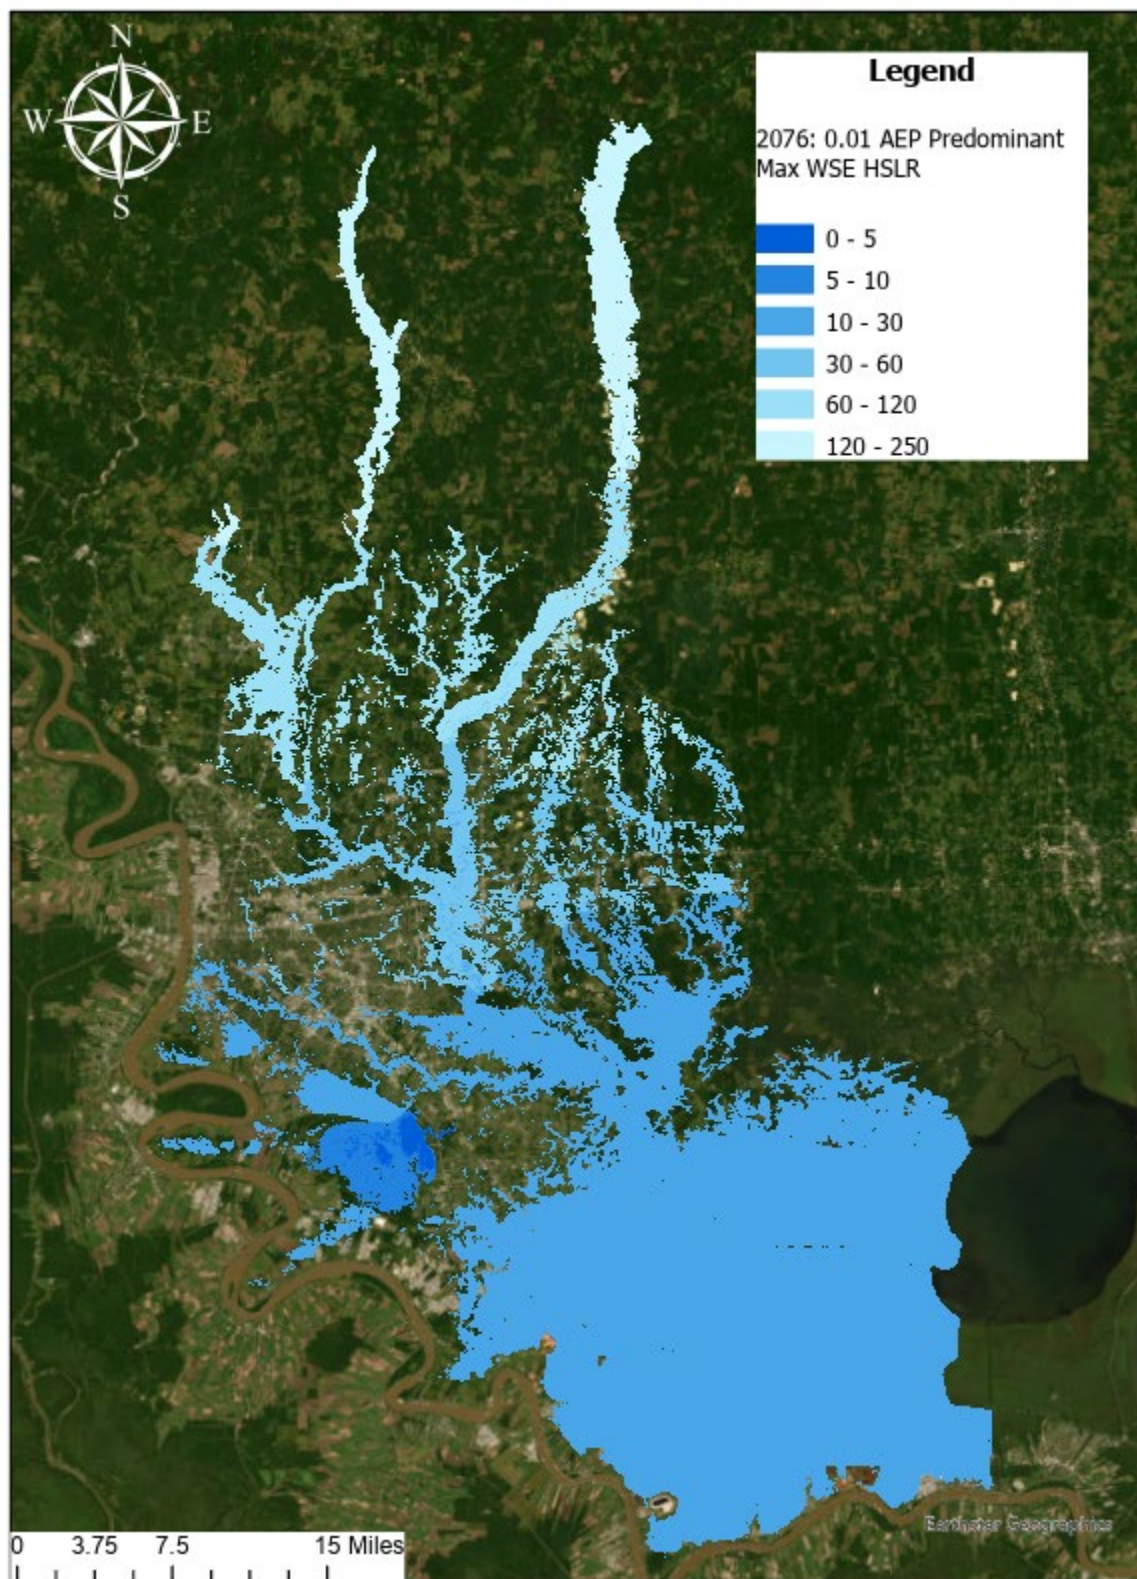 N
W E
S
Legend
2076: 0.01 AEP Predominant
Max WSE HSLR
0 - 5
5 - 10
10 - 30
30 - 60
60 - 120
120 - 250
Earthstar Geographics
0 3.75 7.5 15 Miles